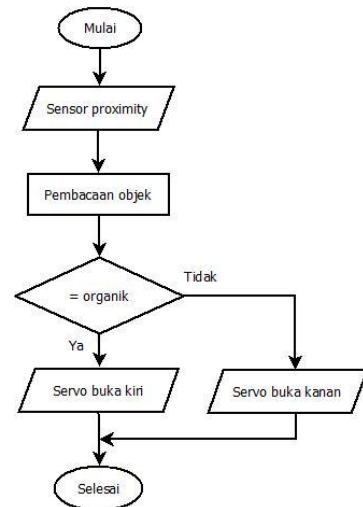 Mulai
Sensor proximity
Pembacaan objek
= organik
Tidak
Ya
Servo buka kiri
Servo buka kanan
Selesai